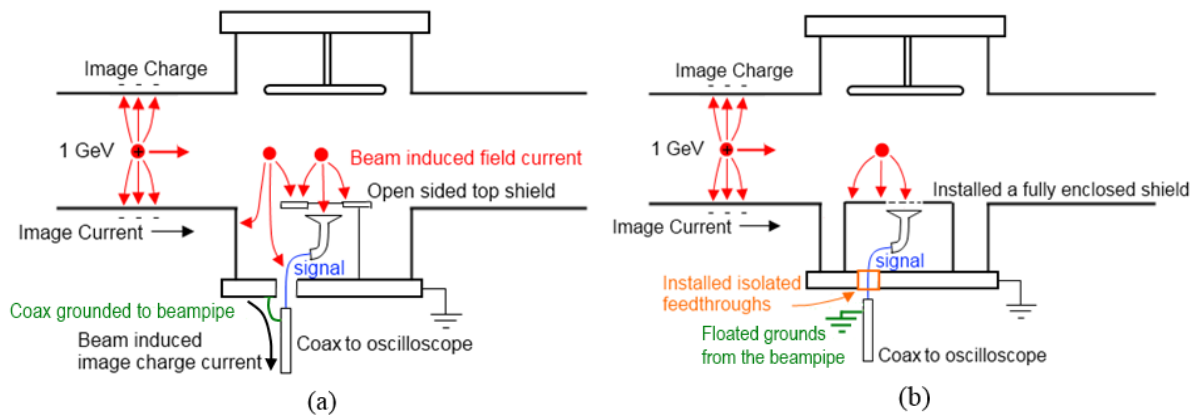 Image Charge
1 GeV
+
Beam induced field current
Open sided top shield
Image Current
signal
Coax grounded to beampipe
Beam induced
image charge current
Coax to oscilloscope
(a)
Image Charge
1 GeV
+
Installed a fully enclosed shield
Image Current
signal
Installed isolated
feedthroughs
Floated grounds
from the beampipe
Coax to oscilloscope
(b)